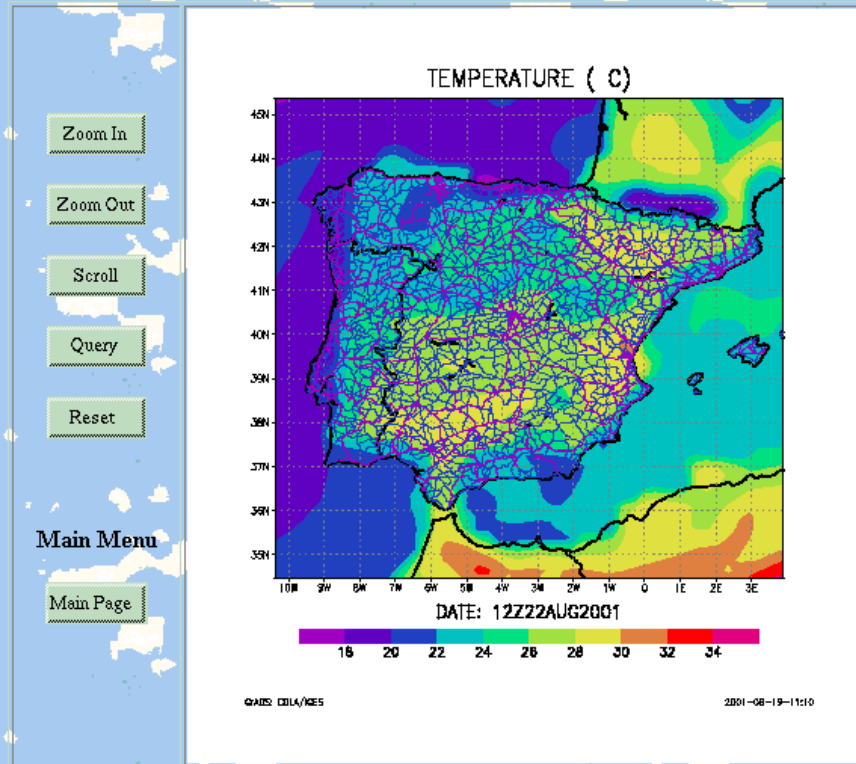 Zoom In
Zoom Out
Scroll
Query
Reset
Main Menu
Main Page
TEMPERATURE ( C)
45N
44N
43N
42N
41N
40N
39N
38N
37N
36N
35N
10W 9W 8W 7W 6W 5W 4W 3W 2W 1W 0 1E 2E 3E
DATE: 12Z22AUG2001
18 20 22 24 26 28 30 32 34
GrADS: COLA/IGES
2001-08-19-17:10